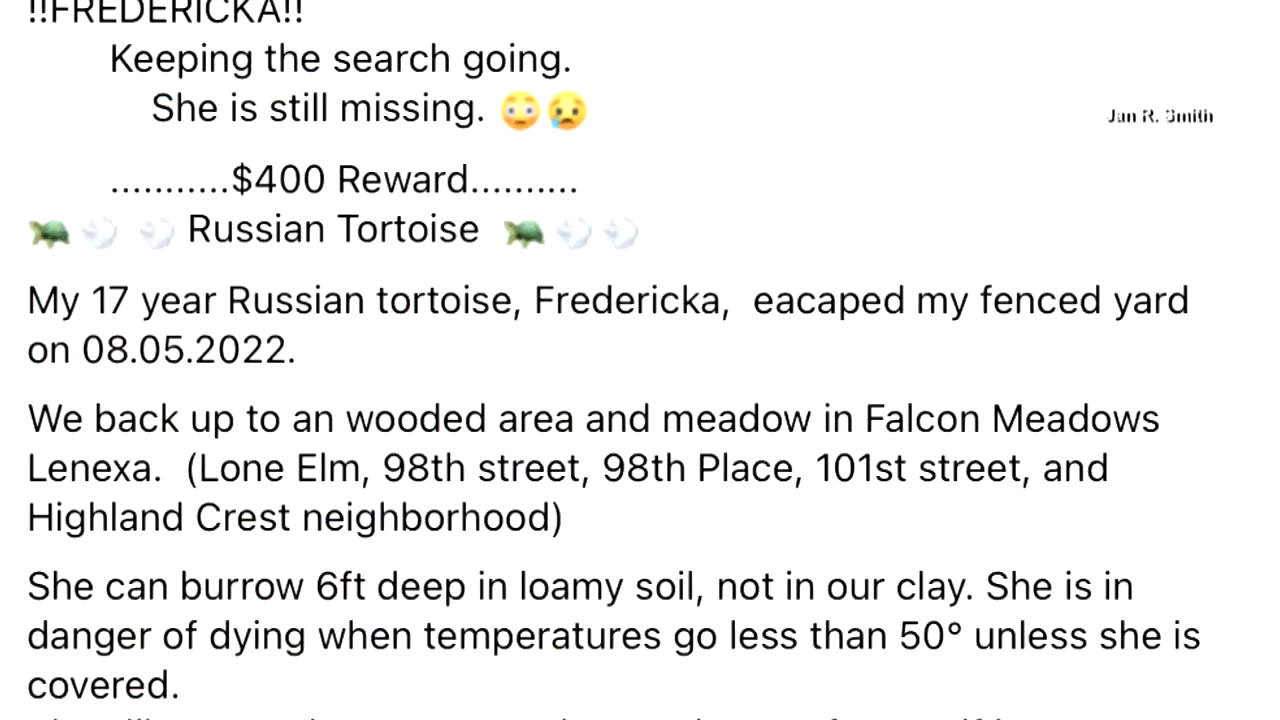 !!FREDERICKA!!
Keeping the search going.
She is still missing. 😳😢
Jan R. Smith
...........$400 Reward..........
🐢💨 💨 Russian Tortoise 🐢💨💨
My 17 year Russian tortoise, Fredericka, eacaped my fenced yard
on 08.05.2022.
We back up to an wooded area and meadow in Falcon Meadows
Lenexa. (Lone Elm, 98th street, 98th Place, 101st street, and
Highland Crest neighborhood)
She can burrow 6ft deep in loamy soil, not in our clay. She is in
danger of dying when temperatures go less than 50° unless she is
covered.